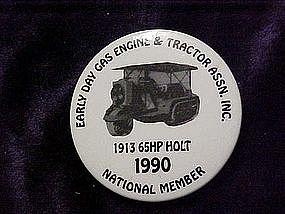 EARLY DAY GAS ENGINE & TRACTOR ASSN. INC.
1913 65HP HOLT
1990
NATIONAL MEMBER